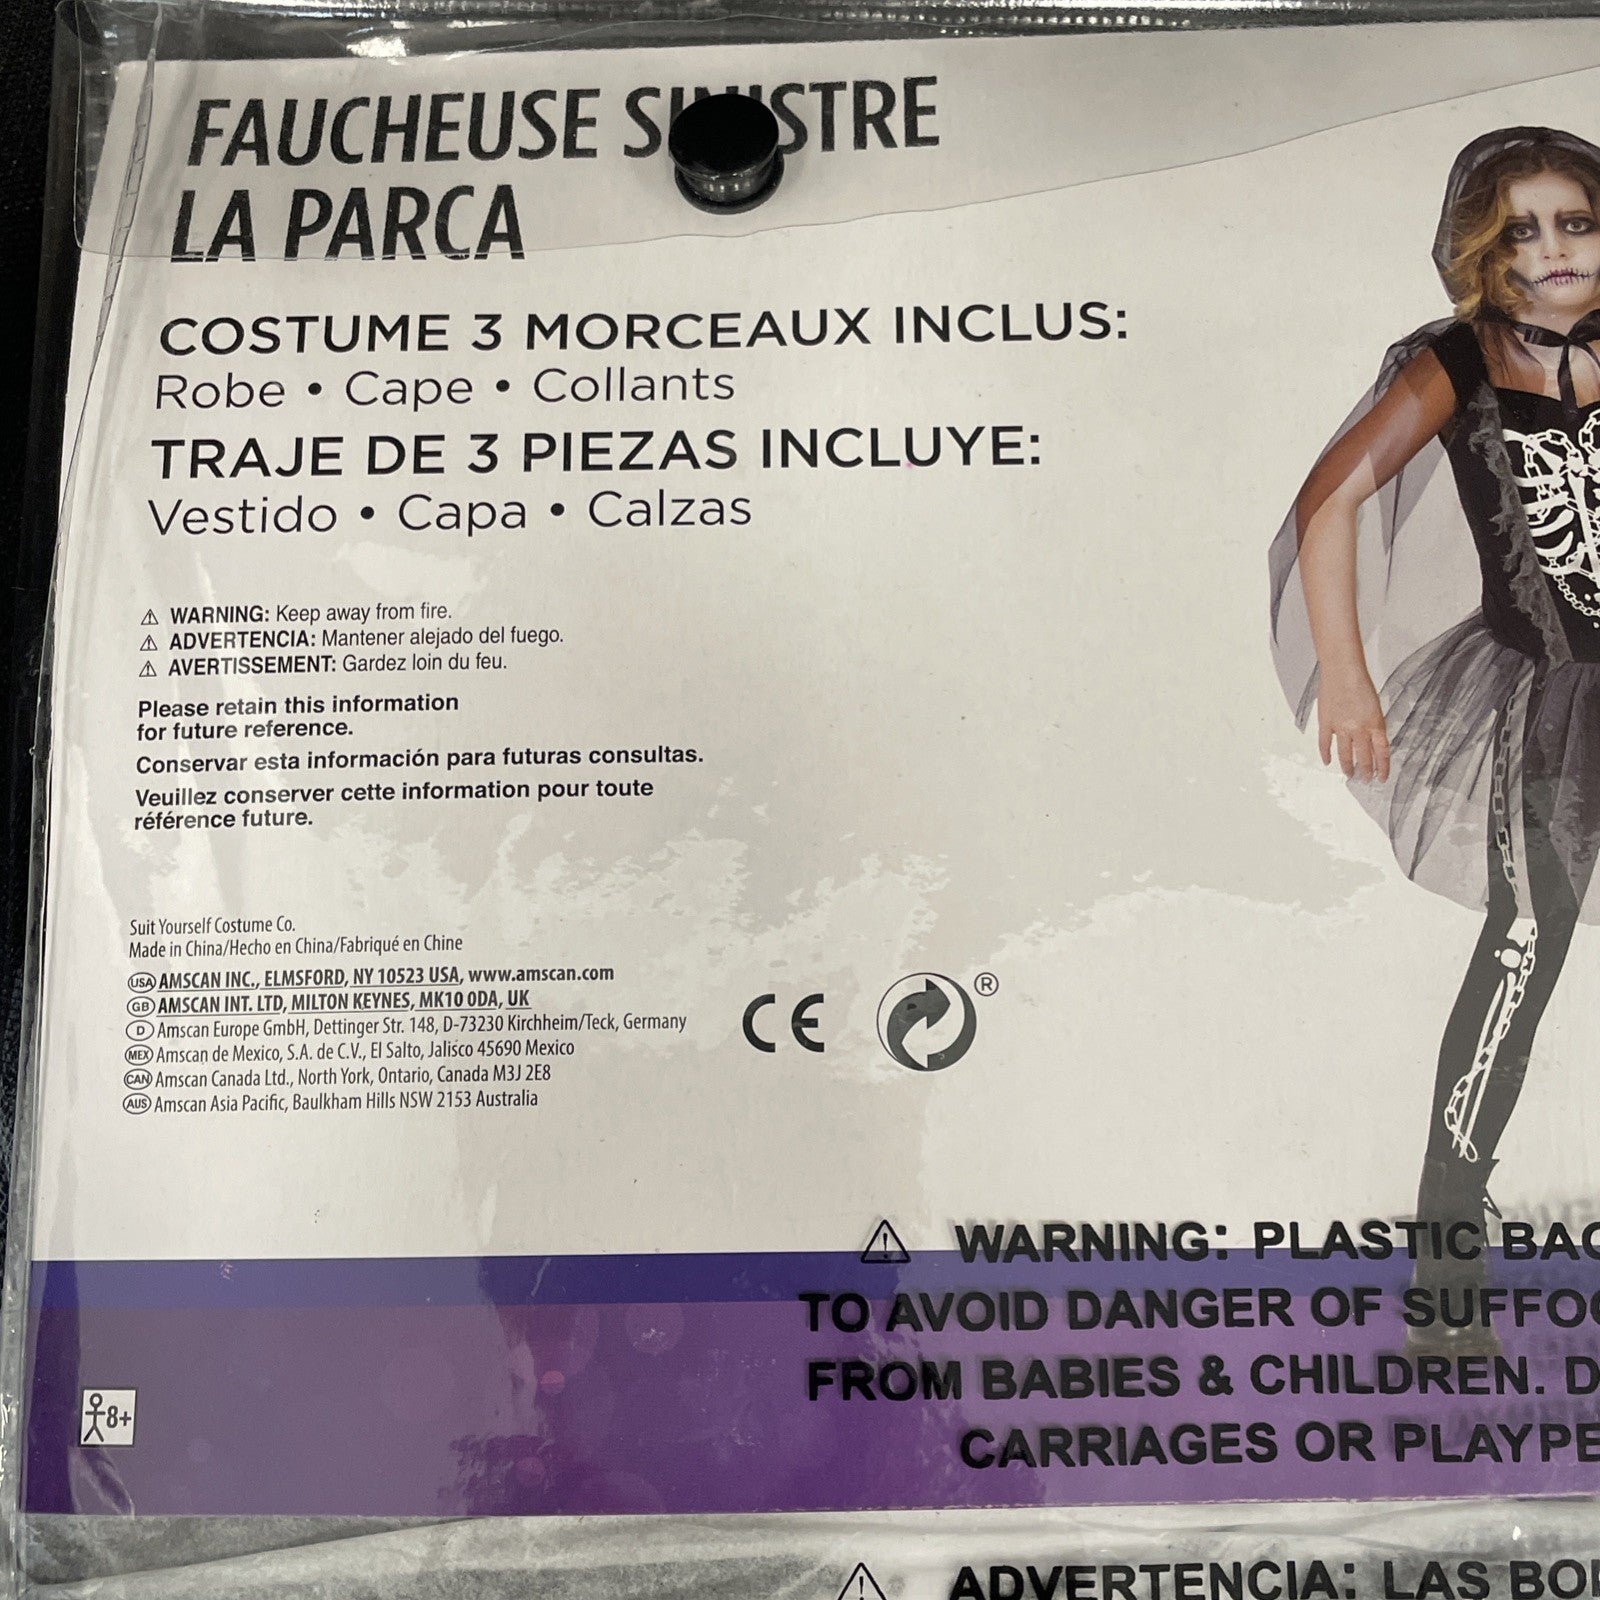 FAUCHEUSE SINISTRE
LA PARCA
COSTUME 3 MORCEAUX INCLUS:
Robe • Cape • Collants
TRAJE DE 3 PIEZAS INCLUYE:
Vestido • Capa • Calzas
⚠ WARNING: Keep away from fire.
⚠ ADVERTENCIA: Mantener alejado del fuego.
⚠ AVERTISSEMENT: Gardez loin du feu.
Please retain this information
for future reference.
Conservar esta información para futuras consultas.
Veuillez conserver cette information pour toute
référence future.
Suit Yourself Costume Co.
Made in China/Hecho en China/Fabriqué en Chine
USA AMSCAN INC., ELMSFORD, NY 10523 USA, www.amscan.com
GB AMSCAN INT. LTD, MILTON KEYNES, MK10 0DA, UK
D Amscan Europe GmbH, Dettinger Str. 148, D-73230 Kirchheim/Teck, Germany
MEX Amscan de Mexico, S.A. de C.V., El Salto, Jalisco 45690 Mexico
CAN Amscan Canada Ltd., North York, Ontario, Canada M3J 2E8
AUS Amscan Asia Pacific, Baulkham Hills NSW 2153 Australia
CE ®
⚠ WARNING: PLASTIC BAG
TO AVOID DANGER OF SUFFO
FROM BABIES & CHILDREN. D
CARRIAGES OR PLAYPE
8+
⚠ ADVERTENCIA: LAS BO